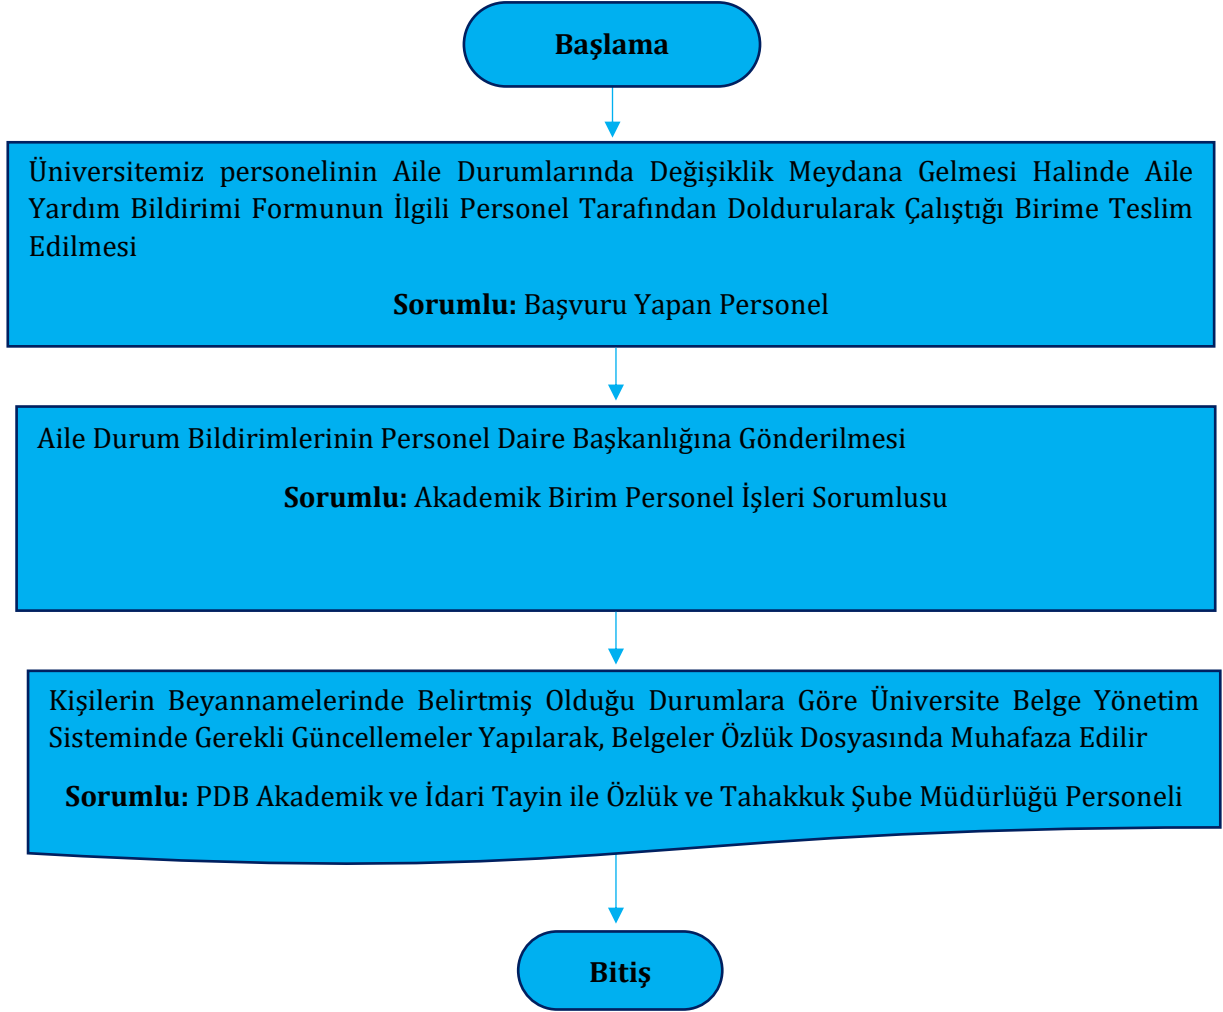 Başlama
Üniversitemiz personelinin Aile Durumlarında Değişiklik Meydana Gelmesi Halinde Aile
Yardım Bildirimi Formunun İlgili Personel Tarafından Doldurularak Çalıştığı Birime Teslim
Edilmesi
Sorumlu: Başvuru Yapan Personel
Aile Durum Bildirimlerinin Personel Daire Başkanlığına Gönderilmesi
Sorumlu: Akademik Birim Personel İşleri Sorumlusu
Kişilerin Beyannamelerinde Belirtmiş Olduğu Durumlara Göre Üniversite Belge Yönetim
Sisteminde Gerekli Güncellemeler Yapılarak, Belgeler Özlük Dosyasında Muhafaza Edilir
Sorumlu: PDB Akademik ve İdari Tayin ile Özlük ve Tahakkuk Şube Müdürlüğü Personeli
Bitiş